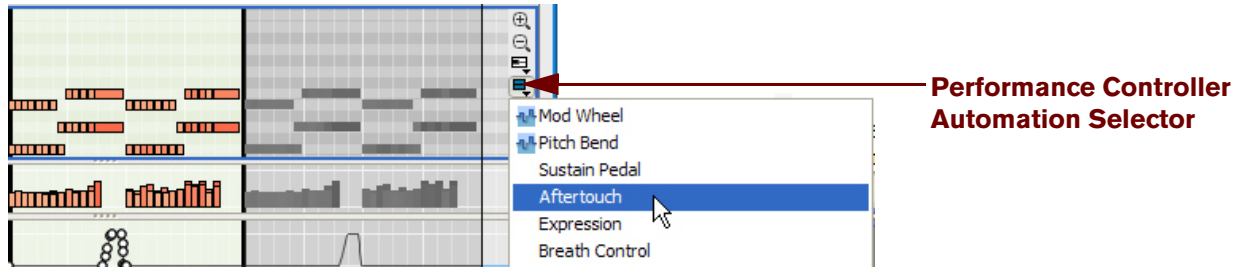 Performance Controller
Automation Selector
Mod Wheel
Pitch Bend
Sustain Pedal
Aftertouch
Expression
Breath Control